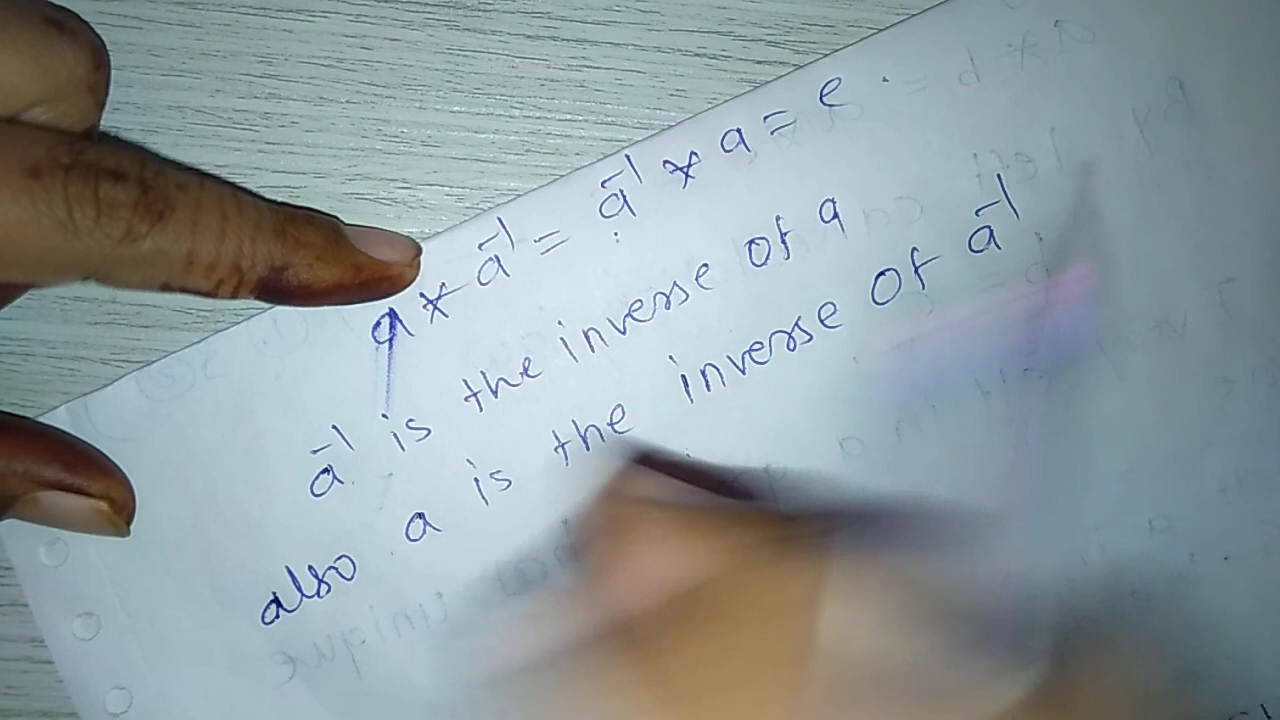 a * a⁻¹ = a⁻¹ * a = e.
a⁻¹ is the inverse of a
also a is the inverse of a⁻¹